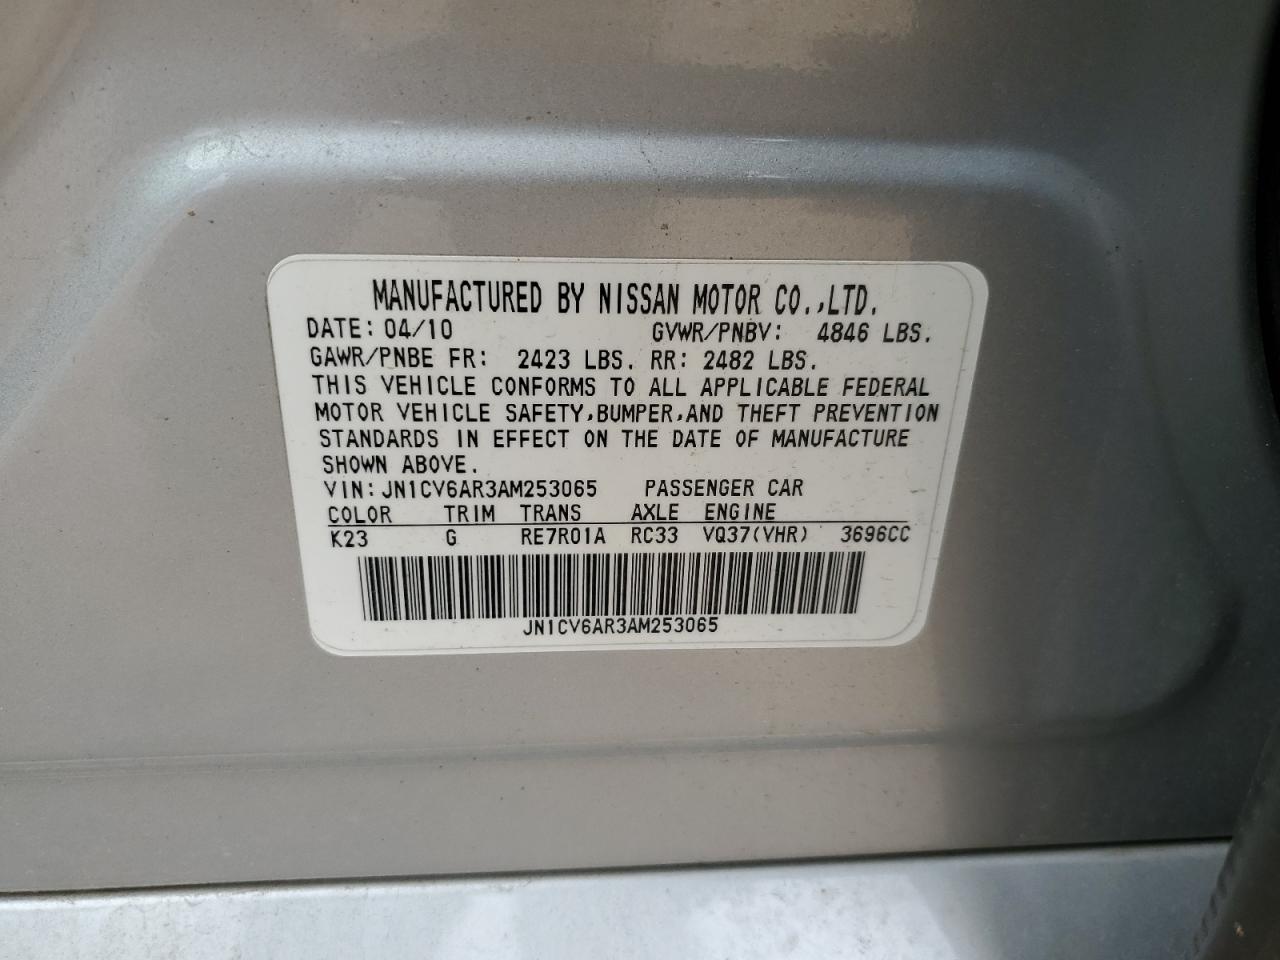 MANUFACTURED BY NISSAN MOTOR CO.,LTD.
DATE: 04/10 GVWR/PNBV: 4846 LBS.
GAWR/PNBE FR: 2423 LBS. RR: 2482 LBS.
THIS VEHICLE CONFORMS TO ALL APPLICABLE FEDERAL
MOTOR VEHICLE SAFETY,BUMPER,AND THEFT PREVENTION
STANDARDS IN EFFECT ON THE DATE OF MANUFACTURE
SHOWN ABOVE.
VIN:JN1CV6AR3AM253065 PASSENGER CAR
COLOR TRIM TRANS AXLE ENGINE
K23 G RE7R01A RC33 VQ37(VHR) 3696CC
JN1CV6AR3AM253065